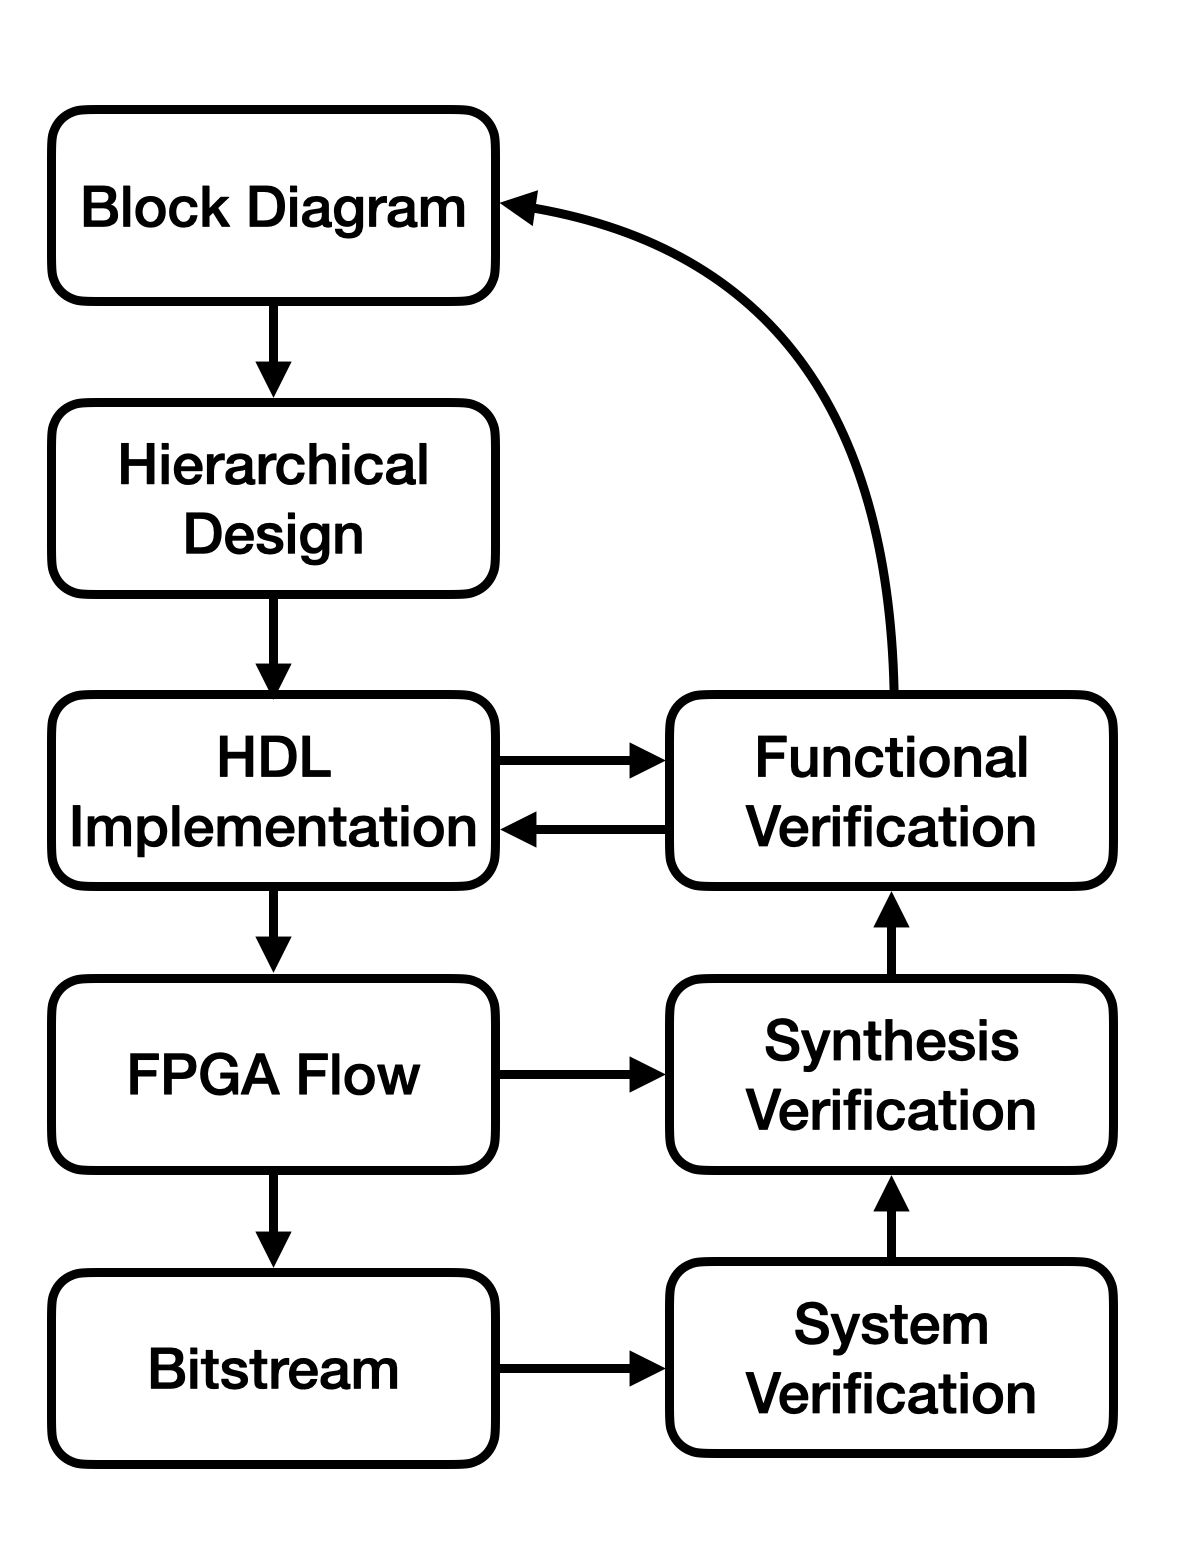 Block Diagram
Hierarchical
Design
HDL
Implementation
Functional
Verification
FPGA Flow
Synthesis
Verification
Bitstream
System
Verification